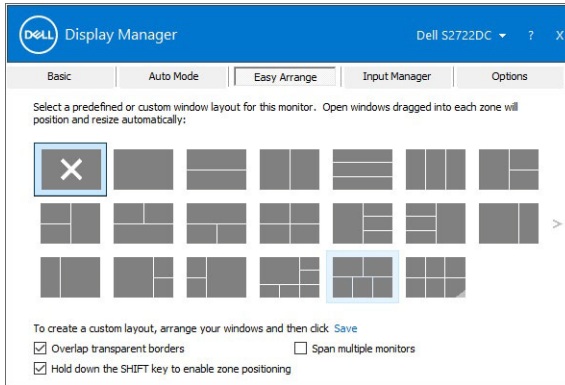 DELL Display Manager Dell S2722DC ? X
Basic Auto Mode Easy Arrange Input Manager Options
Select a predefined or custom window layout for this monitor. Open windows dragged into each zone will
position and resize automatically:
>
To create a custom layout, arrange your windows and then click Save
Overlap transparent borders Span multiple monitors
Hold down the SHIFT key to enable zone positioning